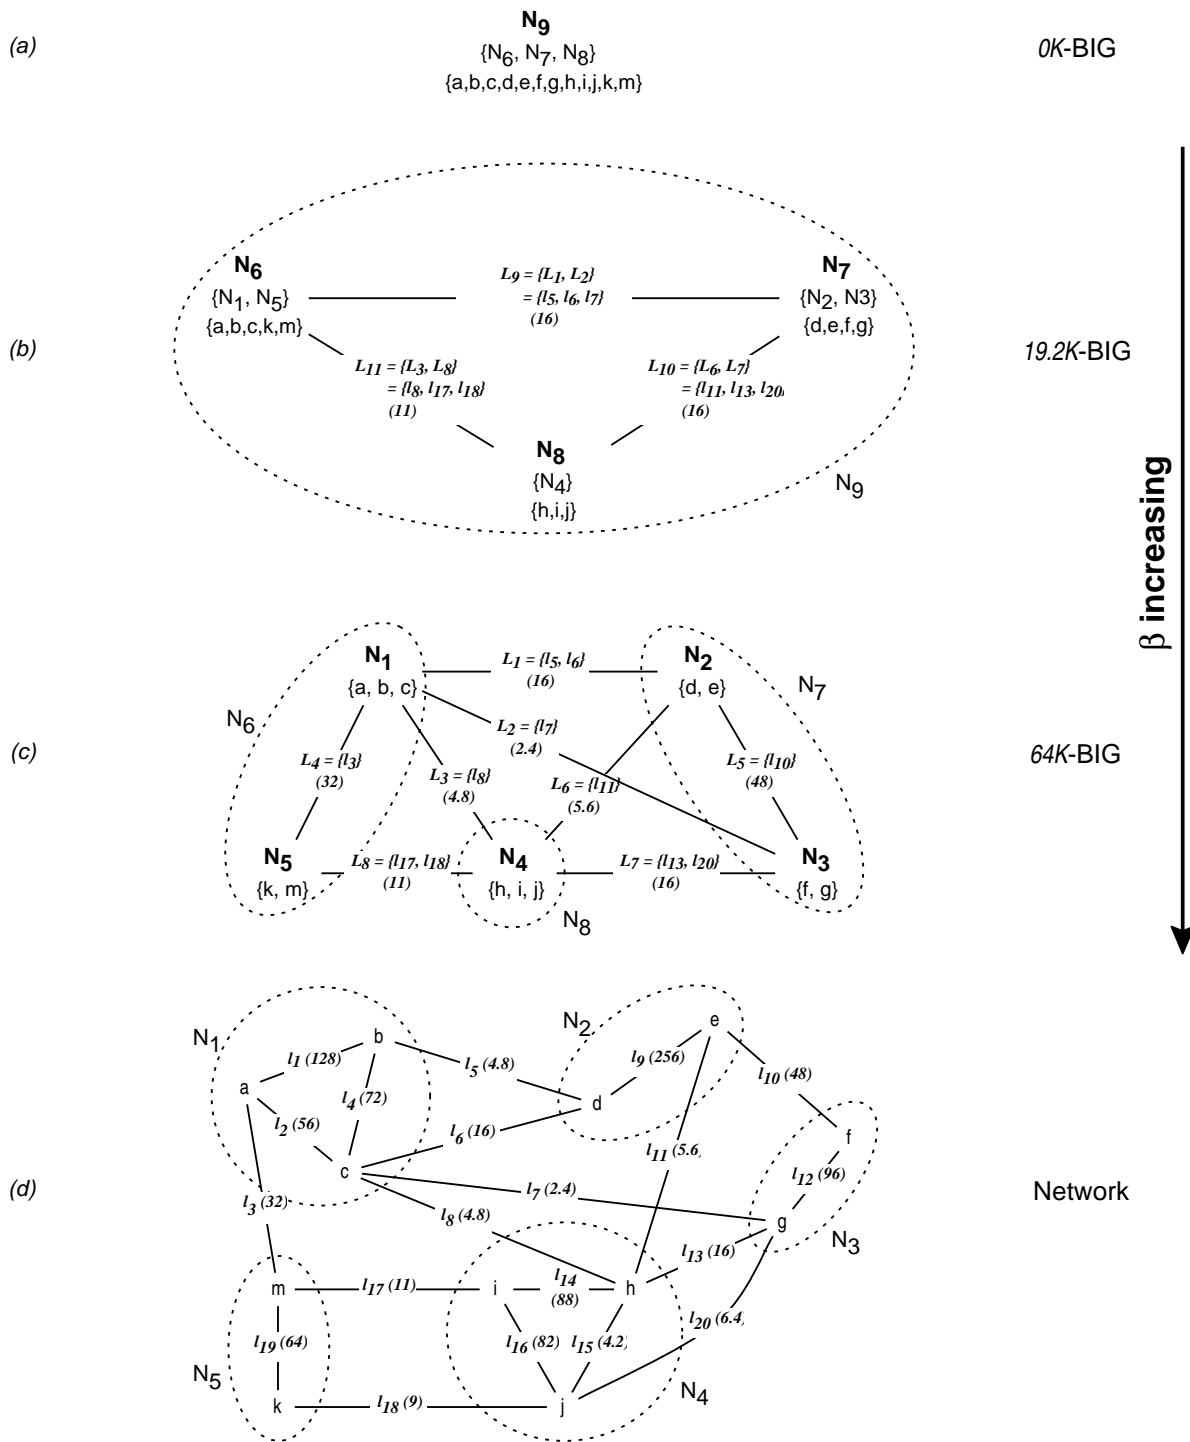 (a)
N9
{N6, N7, N8}
{a,b,c,d,e,f,g,h,i,j,k,m}
0K-BIG
(b)
N6
{N1, N5}
{a,b,c,k,m}
L9 = {L1, L2}
= {l5, l6, l7}
(16)
N7
{N2, N3}
{d,e,f,g}
L11 = {L3, L8}
= {l8, l17, l18}
(11)
L10 = {L6, L7}
= {l11, l13, l20}
(16)
N8
{N4}
{h,i,j}
N9
19.2K-BIG
β increasing
(c)
N1
{a, b, c}
L1 = {l5, l6}
(16)
N2
{d, e}
N7
N6
L2 = {l7}
(2.4)
L4 = {l3}
(32)
L3 = {l8}
(4.8)
L6 = {l11}
(5.6)
L5 = {l10}
(48)
N5
{k, m}
L8 = {l17, l18}
(11)
N4
{h, i, j}
L7 = {l13, l20}
(16)
N3
{f, g}
N8
64K-BIG
(d)
N1
b
N2
e
l1 (128)
l5 (4.8)
l9 (256)
l10 (48)
a
l4 (72)
d
l2 (56)
l6 (16)
f
c
l11 (5.6)
l12 (96)
l3 (32)
l7 (2.4)
l8 (4.8)
g
N3
l13 (16)
m
l17 (11)
i
l14
(88)
h
l20 (6.4)
l19 (64)
l16 (82)
l15 (4.2)
N5
N4
k
l18 (9)
j
Network